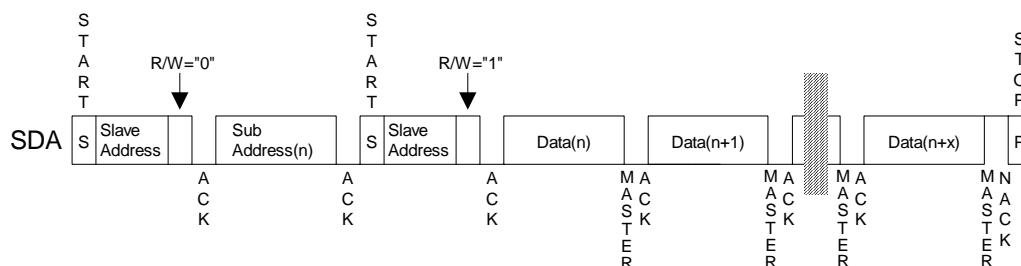 START
START
STOP
R/W="0"
R/W="1"
SDA
S
Slave Address
Sub Address(n)
S
Slave Address
Data(n)
Data(n+1)
Data(n+x)
P
ACK
ACK
ACK
MASTER ACK
MASTER ACK
MASTER ACK
MASTER NACK